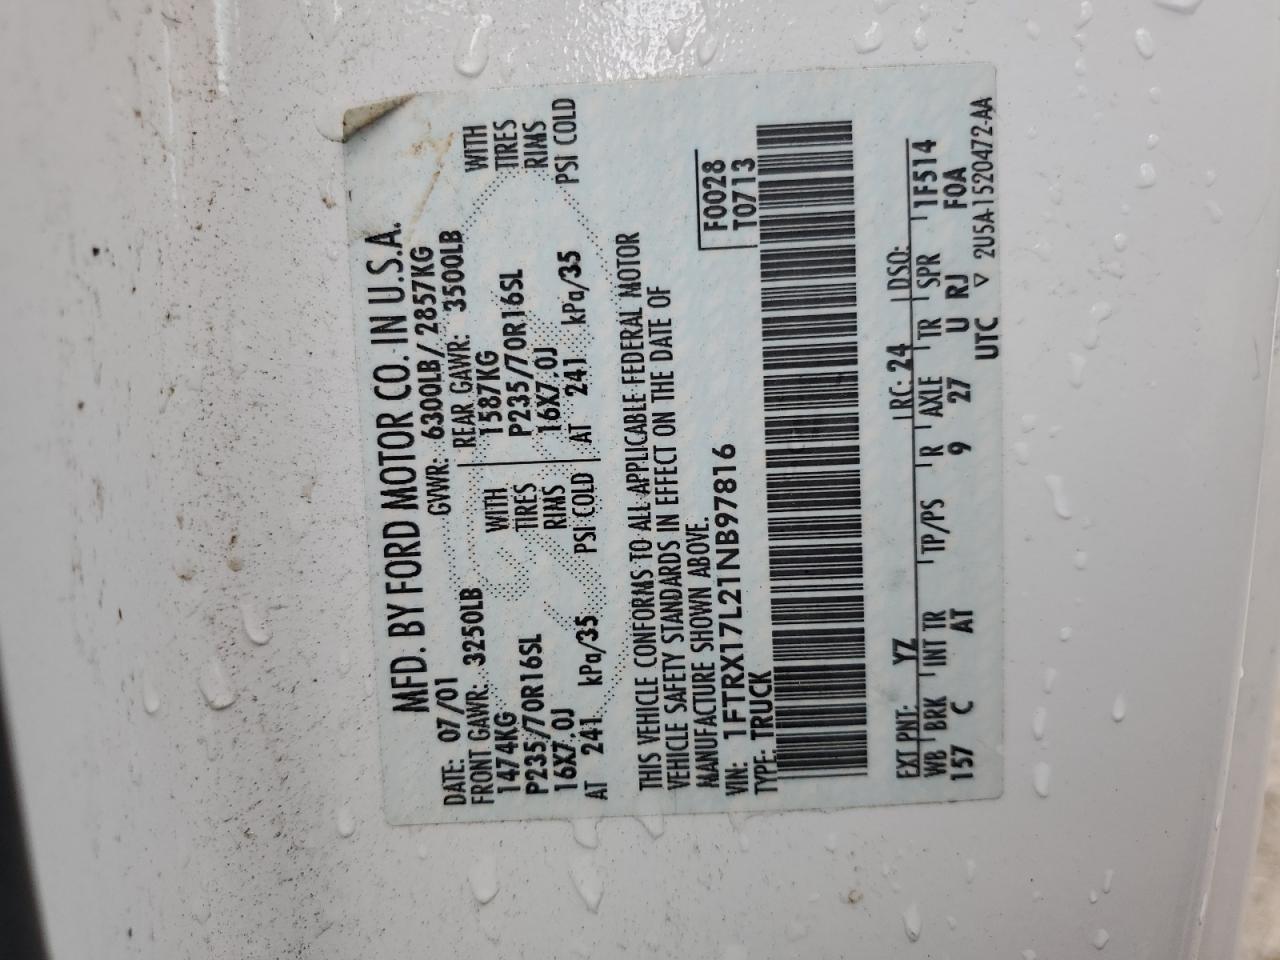 MFD. BY FORD MOTOR CO. IN U.S.A.
DATE: 07/01 GVWR: 6300LB/2857KG
FRONT GAWR: 3250LB REAR GAWR: 3500LB
1474KG WITH 1587KG WITH
P235/70R16SL TIRES P235/70R16SL TIRES
16X7.0J RIMS 16X7.0J RIMS
AT 241 kPa/35 PSI COLD AT 241 kPa/35 PSI COLD
THIS VEHICLE CONFORMS TO ALL APPLICABLE FEDERAL MOTOR
VEHICLE SAFETY STANDARDS IN EFFECT ON THE DATE OF
MANUFACTURE SHOWN ABOVE.
VIN: 1FTRX17L21NB97816 F0028
TYPE: TRUCK T0713
EXT PNT: YZ RC: 24 DSO:
WB BRK INT TR TP/PS R AXLE TR SPR 1F514
157 C AT 9 27 U RJ F0A
UTC ▽ 2U5A-1520472-AA